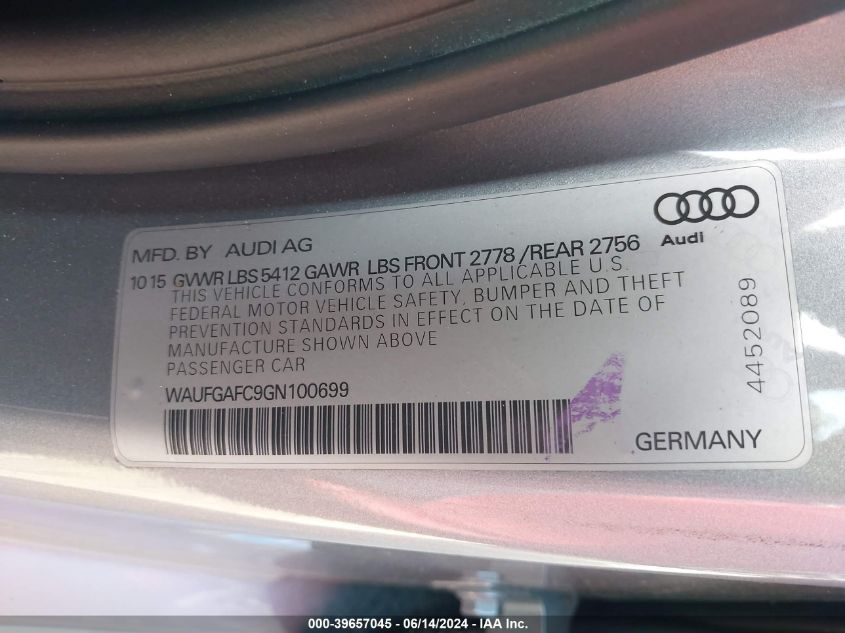 MFD. BY AUDI AG
10 15 GVWR LBS 5412 GAWR LBS FRONT 2778 /REAR 2756
THIS VEHICLE CONFORMS TO ALL APPLICABLE U.S.
FEDERAL MOTOR VEHICLE SAFETY, BUMPER AND THEFT
PREVENTION STANDARDS IN EFFECT ON THE DATE OF
MANUFACTURE SHOWN ABOVE
PASSENGER CAR
WAUFGAFC9GN100699
Audi
4452089
GERMANY
000-39657045 - 06/14/2024 - IAA Inc.